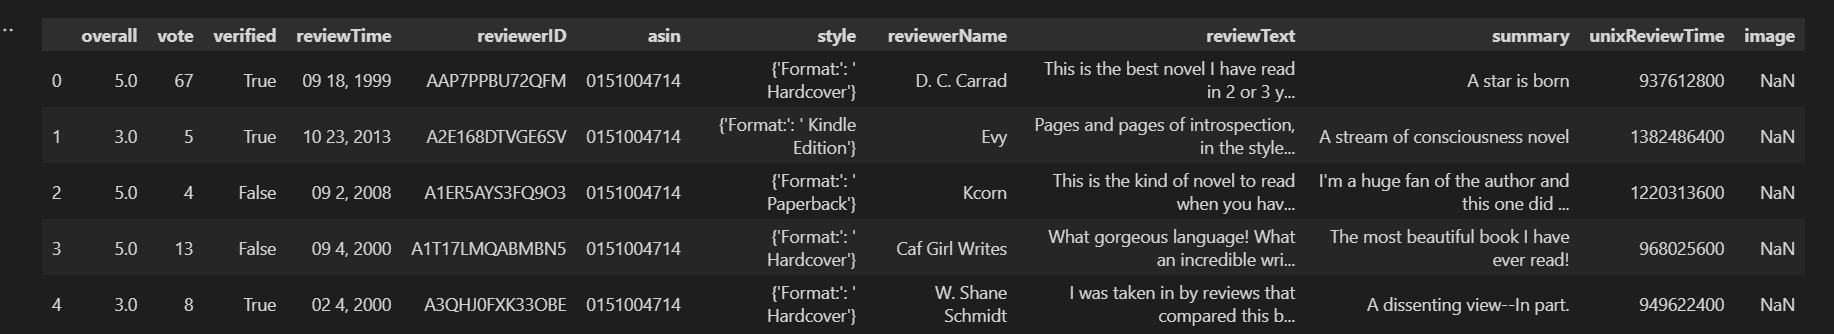 overall vote verified reviewTime reviewerID asin style reviewerName reviewText summary unixReviewTime image
0 5.0 67 True 09 18, 1999 AAP7PPBU72QFM 0151004714 {'Format:': ' Hardcover'} D. C. Carrad This is the best novel I have read in 2 or 3 y... A star is born 937612800 NaN
1 3.0 5 True 10 23, 2013 A2E168DTVGE6SV 0151004714 {'Format:': ' Kindle Edition'} Evy Pages and pages of introspection, in the style... A stream of consciousness novel 1382486400 NaN
2 5.0 4 False 09 2, 2008 A1ER5AYS3FQ9O3 0151004714 {'Format:': ' Paperback'} Kcorn This is the kind of novel to read when you hav... I'm a huge fan of the author and this one did ... 1220313600 NaN
3 5.0 13 False 09 4, 2000 A1T17LMQABMBN5 0151004714 {'Format:': ' Hardcover'} Caf Girl Writes What gorgeous language! What an incredible wri... The most beautiful book I have ever read! 968025600 NaN
4 3.0 8 True 02 4, 2000 A3QHJ0FXK33OBE 0151004714 {'Format:': ' Hardcover'} W. Shane Schmidt I was taken in by reviews that compared this b... A dissenting view--In part. 949622400 NaN